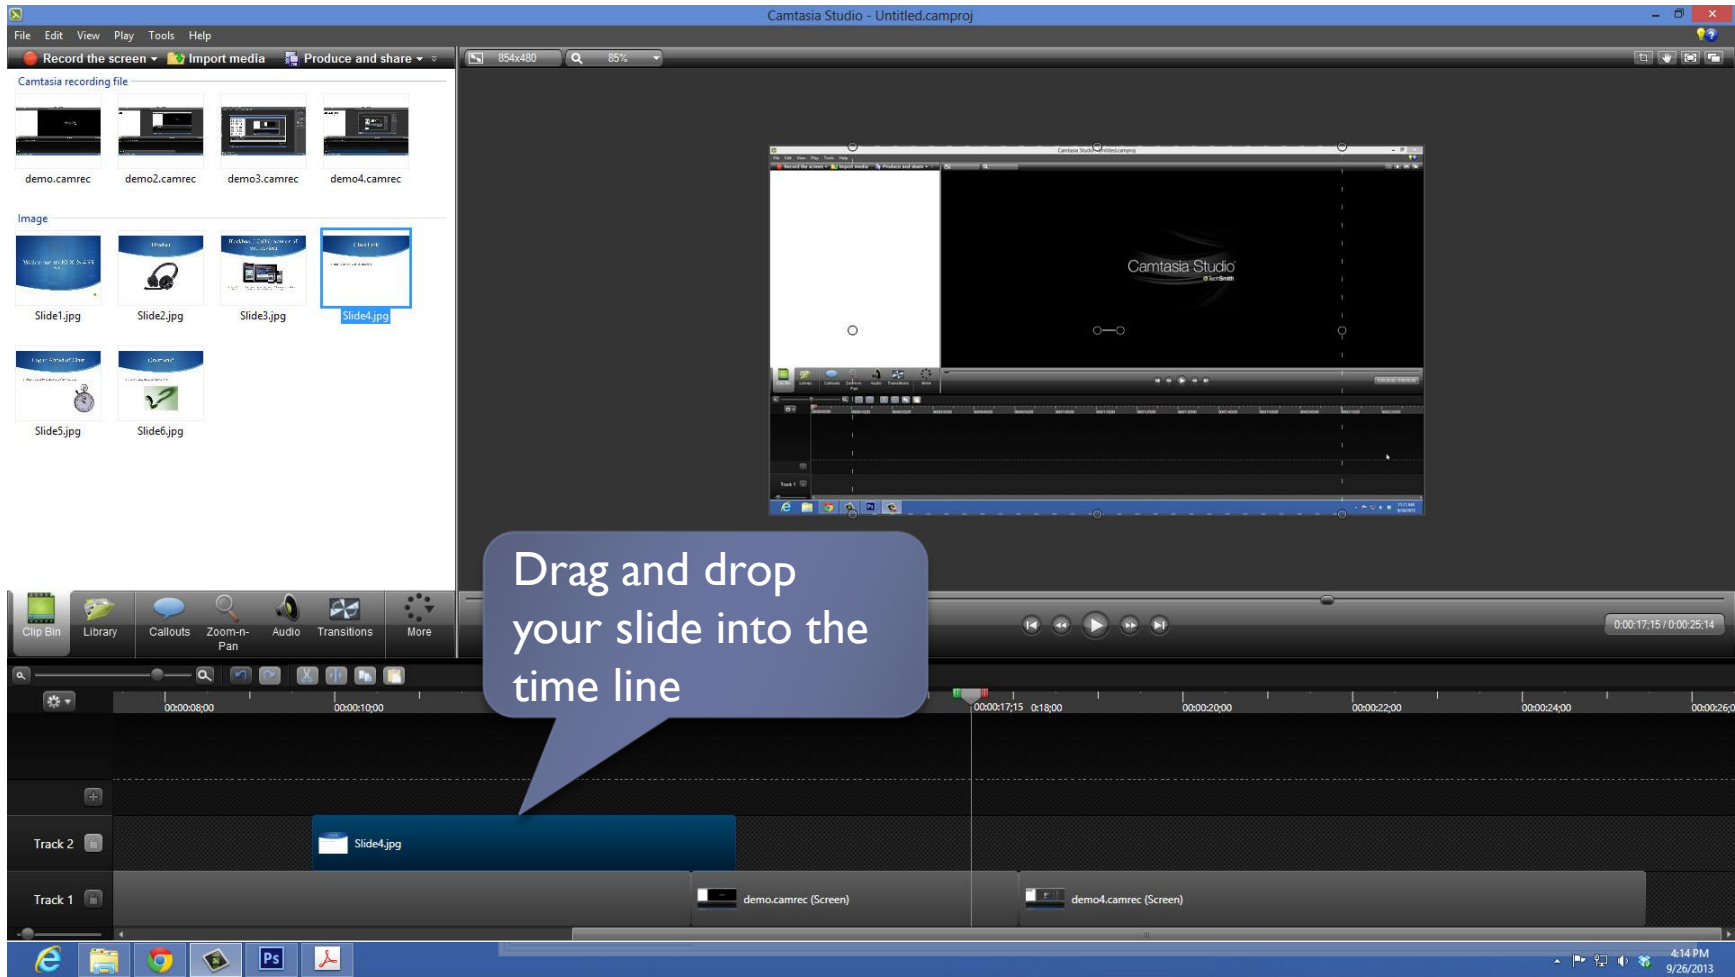 Camtasia Studio - Untitled.camproj
File Edit View Play Tools Help
Record the screen Import media Produce and share
854x480 85%
Camtasia recording file
demo.camrec demo2.camrec demo3.camrec demo4.camrec
Image
Slide1.jpg Slide2.jpg Slide3.jpg Slide4.jpg
Slide5.jpg Slide6.jpg
Camtasia Studio
TechSmith
Drag and drop
your slide into the
time line
Clip Bin Library Callouts Zoom-n-Pan Audio Transitions More
0:00:17;15 / 0:00:25;14
00:00:08;00 00:00:10;00 00:00:17;15 0:18;00 00:00:20;00 00:00:22;00 00:00:24;00 00:00:26;0
Track 2 Slide4.jpg
Track 1 demo.camrec (Screen) demo4.camrec (Screen)
Ps
4:14 PM
9/26/2013